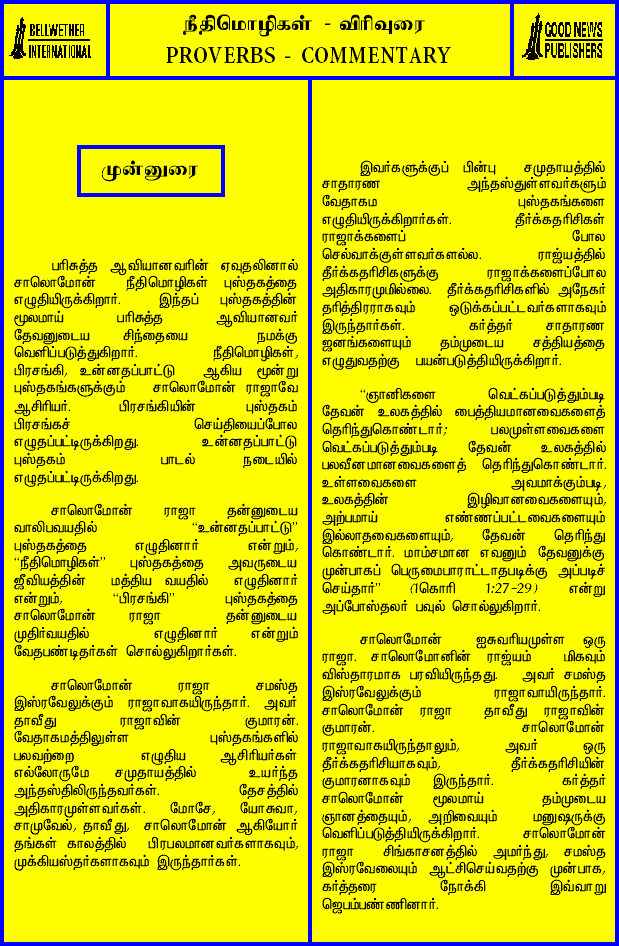 BELLWETHER
INTERNATIONAL
நீதிமொழிகள் - விரிவுரை
PROVERBS - COMMENTARY
GOOD NEWS
PUBLISHERS
முன்னுரை
பரிசுத்த ஆவியானவரின் ஏவுதலினால்
சாலொமோன் நீதிமொழிகள் புஸ்தகத்தை
எழுதியிருக்கிறார். இந்தப் புஸ்தகத்தின்
மூலமாய் பரிசுத்த ஆவியானவர்
தேவனுடைய சிந்தையை நமக்கு
வெளிப்படுத்துகிறார். நீதிமொழிகள்,
பிரசங்கி, உன்னதப்பாட்டு ஆகிய மூன்று
புஸ்தகங்களுக்கும் சாலொமோன் ராஜாவே
ஆசிரியர். பிரசங்கியின் புஸ்தகம்
பிரசங்கச் செய்தியைப்போல
எழுதப்பட்டிருக்கிறது. உன்னதப்பாட்டு
புஸ்தகம் பாடல் நடையில்
எழுதப்பட்டிருக்கிறது.
சாலொமோன் ராஜா தன்னுடைய
வாலிபவயதில் “உன்னதப்பாட்டு”
புஸ்தகத்தை எழுதினார் என்றும்,
“நீதிமொழிகள்” புஸ்தகத்தை அவருடைய
ஜீவியத்தின் மத்திய வயதில் எழுதினார்
என்றும், “பிரசங்கி” புஸ்தகத்தை
சாலொமோன் ராஜா தன்னுடைய
முதிர்வயதில் எழுதினார் என்றும்
வேதபண்டிதர்கள் சொல்லுகிறார்கள்.
சாலொமோன் ராஜா சமஸ்த
இஸ்ரவேலுக்கும் ராஜாவாகயிருந்தார். அவர்
தாவீது ராஜாவின் குமாரன்.
வேதாகமத்திலுள்ள புஸ்தகங்களில்
பலவற்றை எழுதிய ஆசிரியர்கள்
எல்லோருமே சமுதாயத்தில் உயர்ந்த
அந்தஸ்திலிருந்தவர்கள். தேசத்தில்
அதிகாரமுள்ளவர்கள். மோசே, யோசுவா,
சாமுவேல், தாவீது, சாலொமோன் ஆகியோர்
தங்கள் காலத்தில் பிரபலமானவர்களாகவும்,
முக்கியஸ்தர்களாகவும் இருந்தார்கள்.
இவர்களுக்குப் பின்பு சமுதாயத்தில்
சாதாரண அந்தஸ்துள்ளவர்களும்
வேதாகம புஸ்தகங்களை
எழுதியிருக்கிறார்கள். தீர்க்கதரிசிகள்
ராஜாக்களைப் போல
செல்வாக்குள்ளவர்களல்ல. ராஜ்யத்தில்
தீர்க்கதரிசிகளுக்கு ராஜாக்களைப்போல
அதிகாரமுமில்லை. தீர்க்கதரிசிகளில் அநேகர்
தரித்திரராகவும் ஒடுக்கப்பட்டவர்களாகவும்
இருந்தார்கள். கர்த்தர் சாதாரண
ஜனங்களையும் தம்முடைய சத்தியத்தை
எழுதுவதற்கு பயன்படுத்தியிருக்கிறார்.
“ஞானிகளை வெட்கப்படுத்தும்படி
தேவன் உலகத்தில் பைத்தியமானவைகளைத்
தெரிந்துகொண்டார்; பலமுள்ளவைகளை
வெட்கப்படுத்தும்படி தேவன் உலகத்தில்
பலவீனமானவைகளைத் தெரிந்துகொண்டார்.
உள்ளவைகளை அவமாக்கும்படி,
உலகத்தின் இழிவானவைகளையும்,
அற்பமாய் எண்ணப்பட்டவைகளையும்
இல்லாதவைகளையும், தேவன் தெரிந்து
கொண்டார். மாம்சமான எவனும் தேவனுக்கு
முன்பாகப் பெருமைபாராட்டாதபடிக்கு அப்படிச்
செய்தார்” (1கொரி 1:27-29) என்று
அப்போஸ்தலர் பவுல் சொல்லுகிறார்.
சாலொமோன் ஐசுவரியமுள்ள ஒரு
ராஜா. சாலொமோனின் ராஜ்யம் மிகவும்
விஸ்தாரமாக பரவியிருந்தது. அவர் சமஸ்த
இஸ்ரவேலுக்கும் ராஜாவாயிருந்தார்.
சாலொமோன் ராஜா தாவீது ராஜாவின்
குமாரன். சாலொமோன்
ராஜாவாகயிருந்தாலும், அவர் ஒரு
தீர்க்கதரிசியாகவும், தீர்க்கதரிசியின்
குமாரனாகவும் இருந்தார். கர்த்தர்
சாலொமோன் மூலமாய் தம்முடைய
ஞானத்தையும், அறிவையும் மனுஷருக்கு
வெளிப்படுத்தியிருக்கிறார். சாலொமோன்
ராஜா சிங்காசனத்தில் அமர்ந்து, சமஸ்த
இஸ்ரவேலையும் ஆட்சிசெய்வதற்கு முன்பாக,
கர்த்தரை நோக்கி இவ்வாறு
ஜெபம்பண்ணினார்.